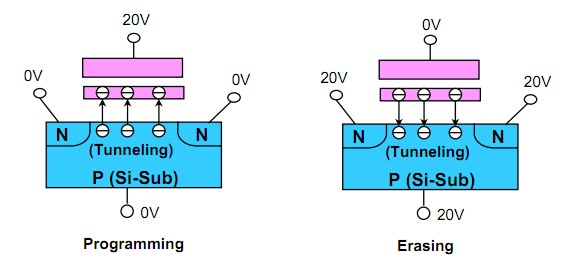 20V
0V
0V
N
N
(Tunneling)
P (Si-Sub)
0V
Programming
0V
20V
20V
N
N
(Tunneling)
P (Si-Sub)
20V
Erasing